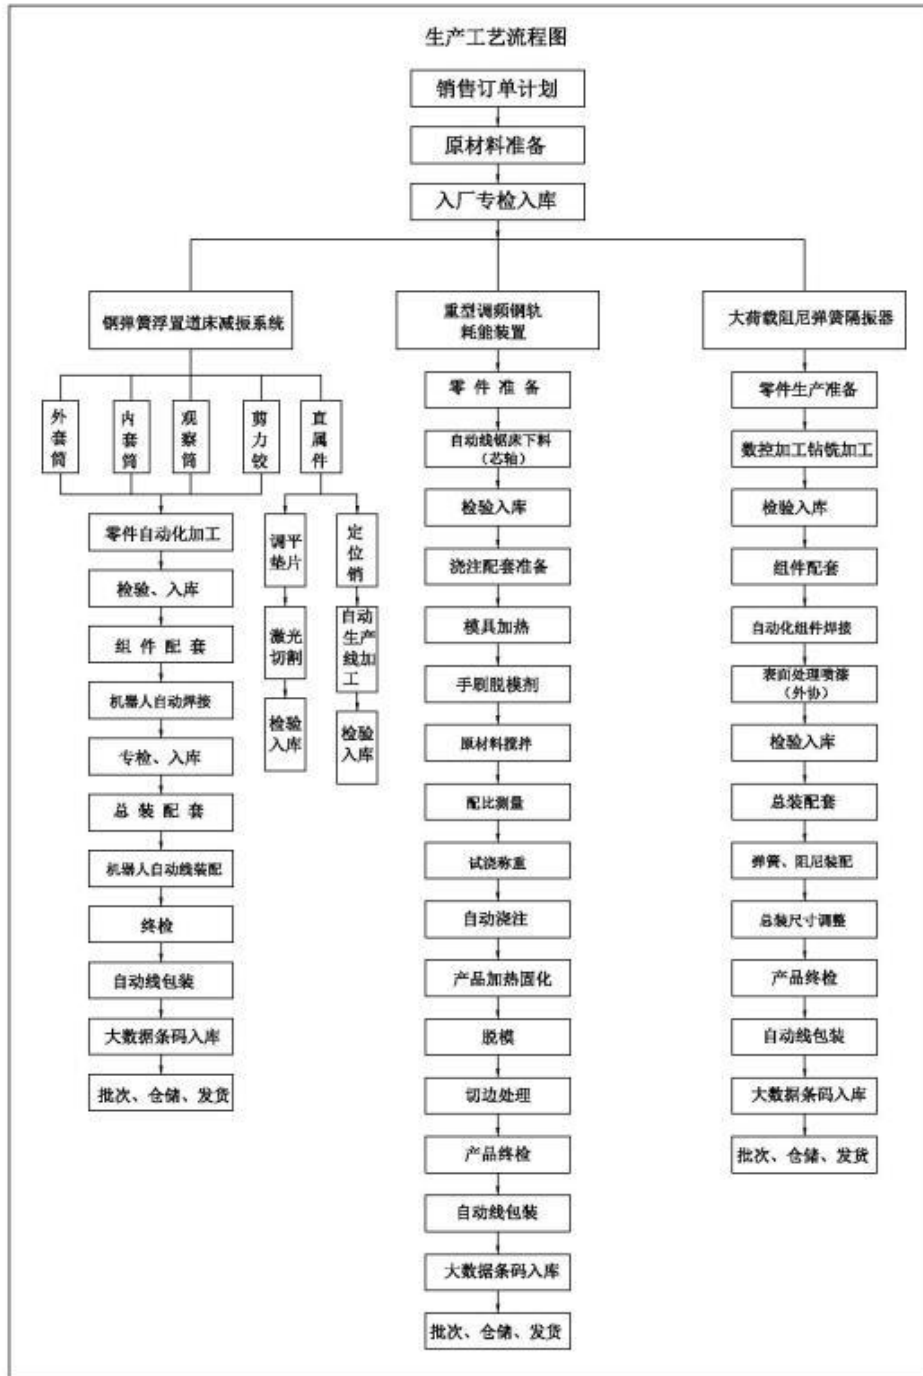 生产工艺流程图
销售订单计划
原材料准备
入厂专检入库
钢弹簧浮置道床减振系统
外套筒
内套筒
观察筒
剪力铰
直属件
零件自动化加工
检验、入库
组件配套
机器人自动焊接
专检、入库
总装配套
机器人自动线装配
终检
自动线包装
大数据条码入库
批次、仓储、发货
调平
垫片
激光
切割
检验
入库
定位销
自动
生产
线加
工
检验
入库
重型调频钢轨
耗能装置
零件准备
自动线锯床下料
（芯轴）
检验入库
浇注配套准备
模具加热
手刷脱模剂
原材料搅拌
配比测量
试浇称重
自动浇注
产品加热固化
脱模
切边处理
产品终检
自动线包装
大数据条码入库
批次、仓储、发货
大荷载阻尼弹簧隔振器
零件生产准备
数控加工钻铣加工
检验入库
组件配套
自动化组件焊接
表面处理喷漆
（外协）
检验入库
总装配套
弹簧、阻尼装配
总装尺寸调整
产品终检
自动线包装
大数据条码入库
批次、仓储、发货